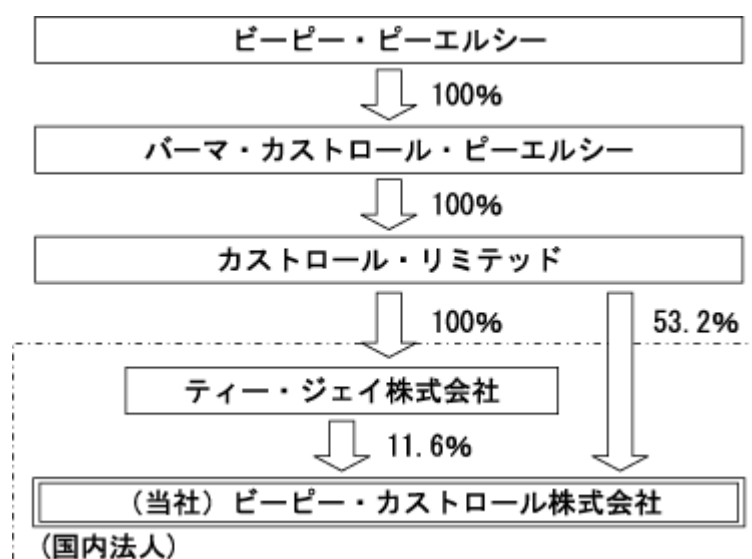 ビーピー・ピーエルシー
100%
バーマ・カストロール・ピーエルシー
100%
カストロール・リミテッド
100%
53.2%
ティー・ジェイ株式会社
11.6%
(当社)ビーピー・カストロール株式会社
(国内法人)